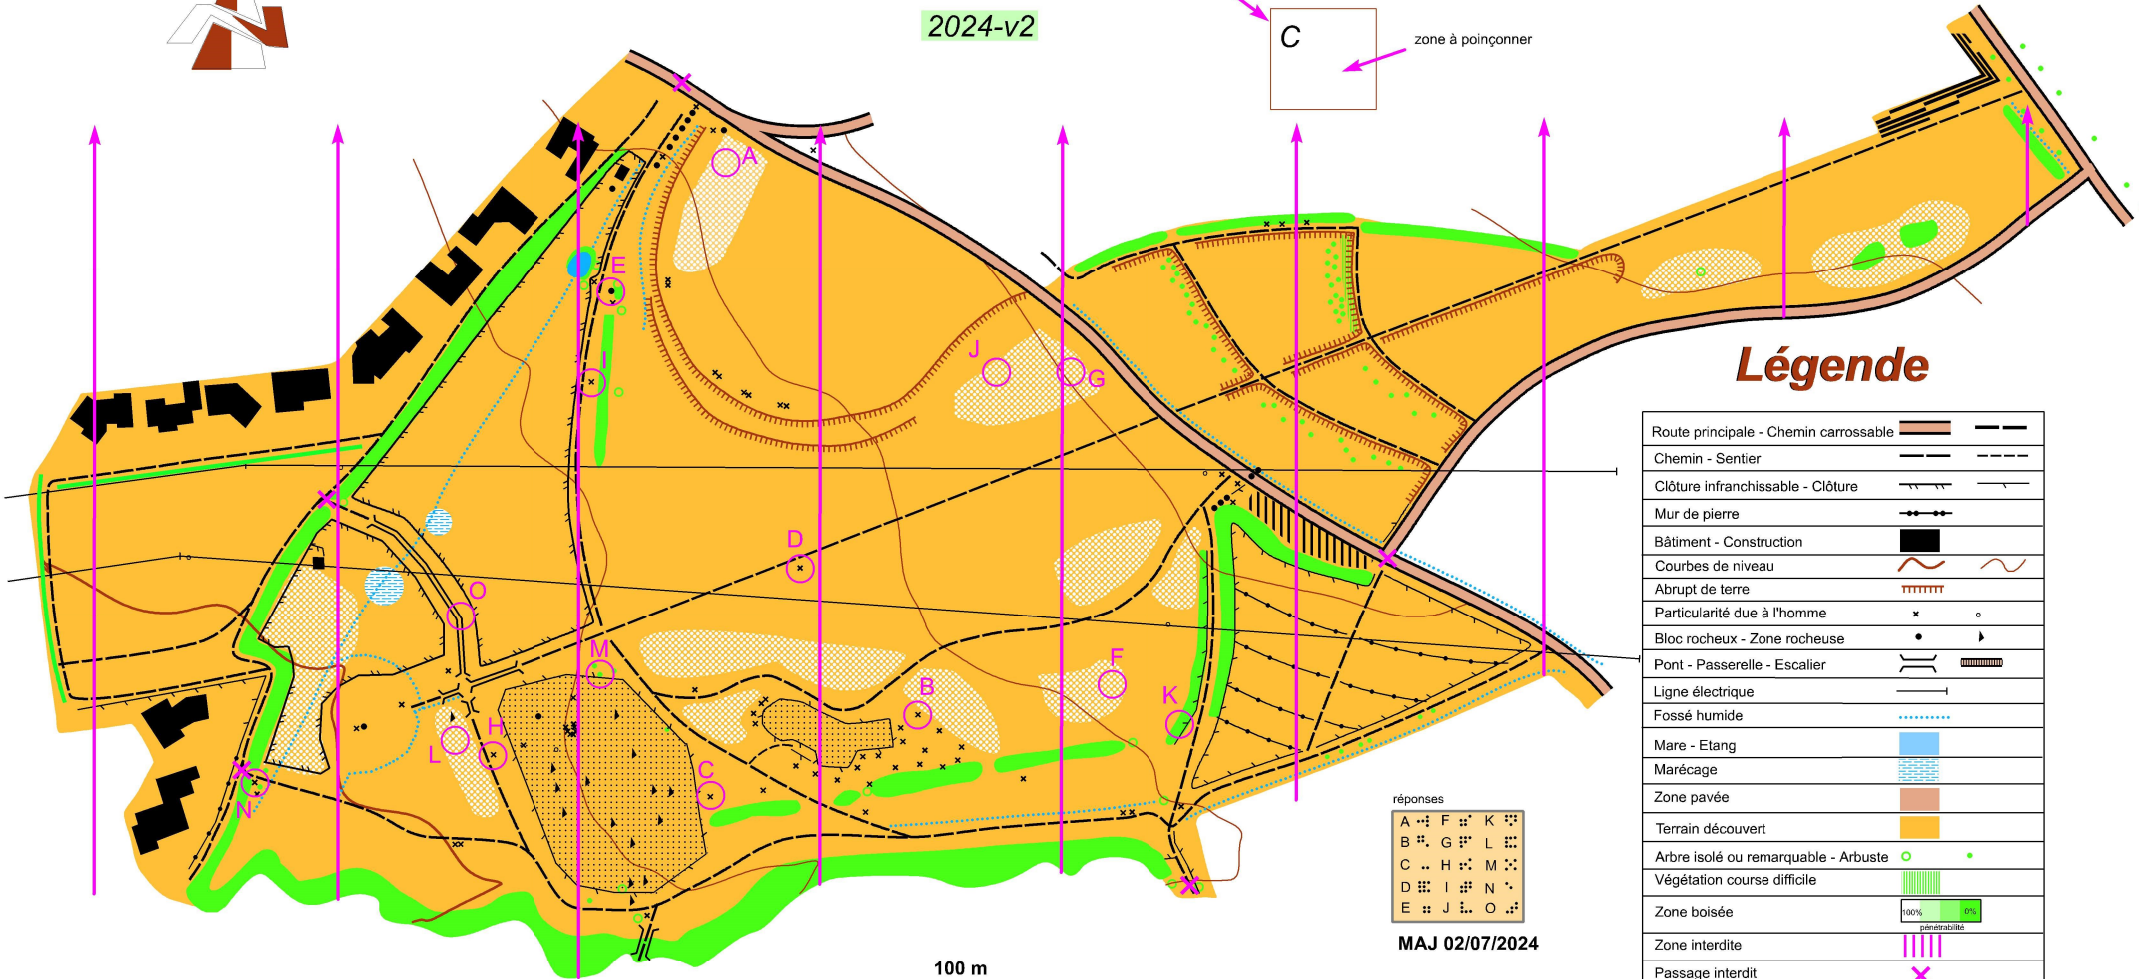 2024-v2
C
zone à poinçonner
A
E
I
J
G
D
O
M
F
B
K
L
H
C
N
Légende
Route principale - Chemin carrossable
Chemin - Sentier
Clôture infranchissable - Clôture
Mur de pierre
Bâtiment - Construction
Courbes de niveau
Abrupt de terre
Particularité due à l'homme
Bloc rocheux - Zone rocheuse
Pont - Passerelle - Escalier
Ligne électrique
Fossé humide
Mare - Etang
Marécage
Zone pavée
Terrain découvert
Arbre isolé ou remarquable - Arbuste
Végétation course difficile
Zone boisée 100% 0%
pénétrabilité
Zone interdite
Passage interdit
réponses
A F K
B G L
C H M
D I N
E J O
MAJ 02/07/2024
100 m